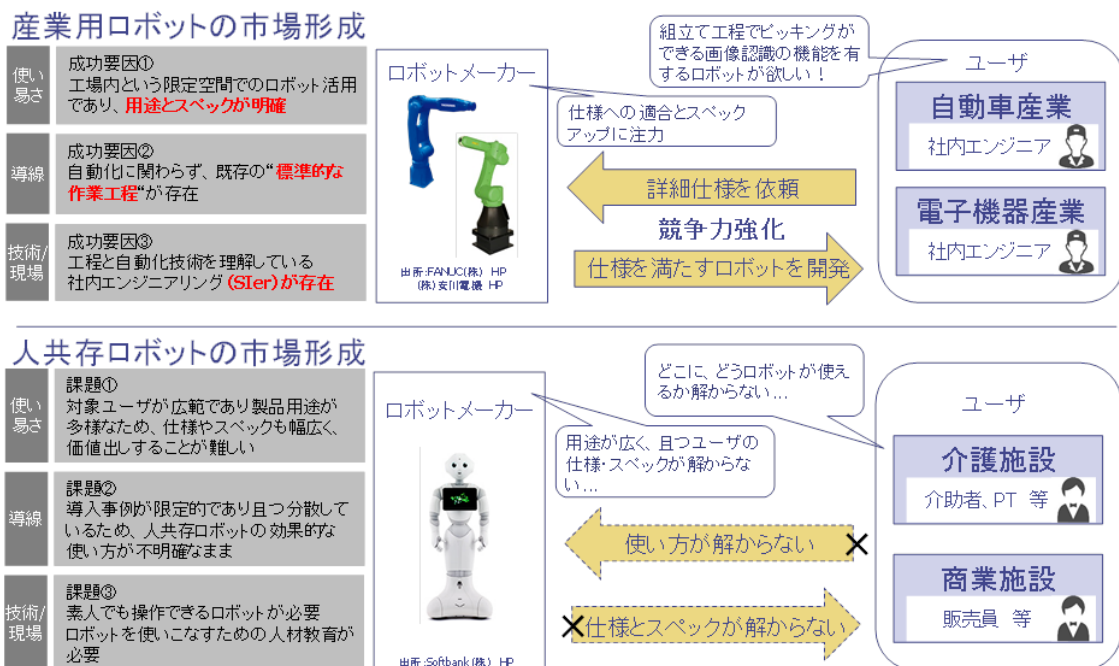 産業用ロボットの市場形成
使い
易さ
成功要因①
工場内という限定空間でのロボット活用
であり、用途とスペックが明確
導線
成功要因②
自動化に関わらず、既存の“標準的な
作業工程“が存在
技術/
現場
成功要因③
工程と自動化技術を理解している
社内エンジニアリング(SIer)が存在
ロボットメーカー
出所:FANUC(株) HP
(株)安川電機 HP
組立て工程でピッキングが
できる画像認識の機能を有
するロボットが欲しい！
仕様への適合とスペック
アップに注力
詳細仕様を依頼
競争力強化
仕様を満たすロボットを開発
ユーザ
自動車産業
社内エンジニア
電子機器産業
社内エンジニア
人共存ロボットの市場形成
使い
易さ
課題①
対象ユーザが広範であり製品用途が
多様なため、仕様やスペックも幅広く、
価値出しすることが難しい
導線
課題②
導入事例が限定的であり且つ分散して
いるため、人共存ロボットの効果的な
使い方が不明確なまま
技術/
現場
課題③
素人でも操作できるロボットが必要
ロボットを使いこなすための人材教育が
必要
ロボットメーカー
出所:Softbank(株) HP
どこに、どうロボットが使え
るか解からない…
用途が広く、且つユーザの
仕様・スペックが解からな
い…
使い方が解からない
仕様とスペックが解からない
ユーザ
介護施設
介助者、PT 等
商業施設
販売員 等